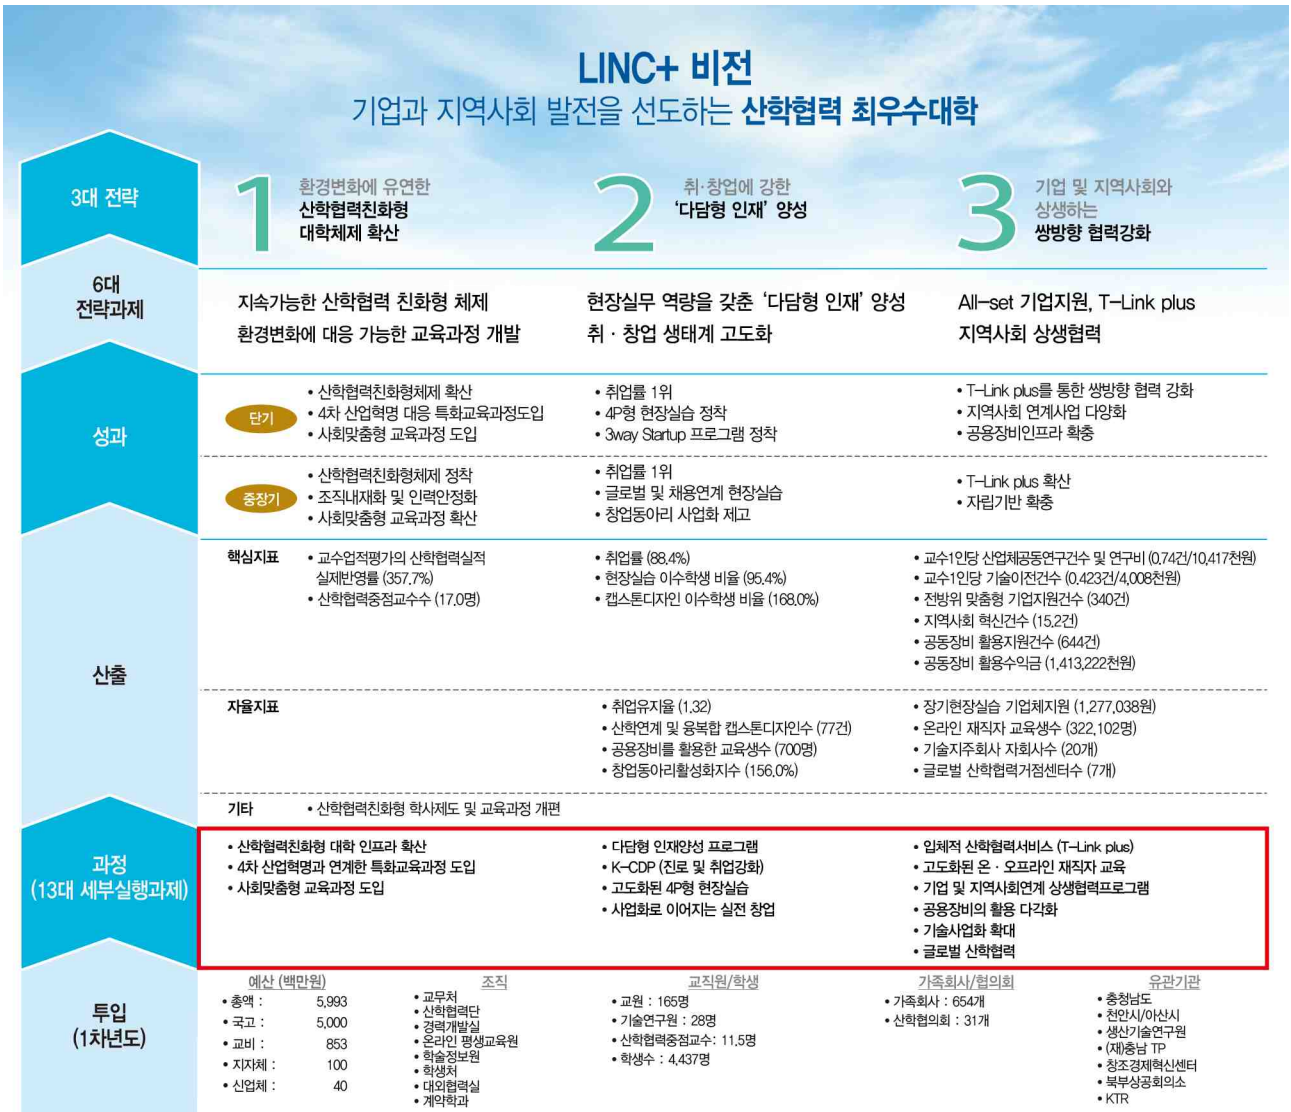 LINC+ 비전
기업과 지역사회 발전을 선도하는 산학협력 최우수대학
3대 전략
1
환경변화에 유연한
산학협력친화형
대학체제 확산
2
취·창업에 강한
‘다담형 인재’ 양성
3
기업 및 지역사회와
상생하는
쌍방향 협력강화
6대
전략과제
지속가능한 산학협력 친화형 체제
환경변화에 대응 가능한 교육과정 개발
현장실무 역량을 갖춘 ‘다담형 인재’ 양성
취 · 창업 생태계 고도화
All-set 기업지원, T-Link plus
지역사회 상생협력
성과
단기
• 산학협력친화형체제 확산
• 4차 산업혁명 대응 특화교육과정도입
• 사회맞춤형 교육과정 도입
• 취업률 1위
• 4P형 현장실습 정착
• 3way Startup 프로그램 정착
• T-Link plus를 통한 쌍방향 협력 강화
• 지역사회 연계사업 다양화
• 공용장비인프라 확충
중장기
• 산학협력친화형체제 정착
• 조직내재화 및 인력안정화
• 사회맞춤형 교육과정 확산
• 취업률 1위
• 글로벌 및 채용연계 현장실습
• 창업동아리 사업화 제고
• T-Link plus 확산
• 자립기반 확충
산출
핵심지표
• 교수업적평가의 산학협력실적
실제반영률 (357.7%)
• 산학협력중점교수수 (17.0명)
• 취업률 (88.4%)
• 현장실습 이수학생 비율 (95.4%)
• 캡스톤디자인 이수학생 비율 (168.0%)
• 교수1인당 산업체공동연구건수 및 연구비 (0.74건/10,417천원)
• 교수1인당 기술이전건수 (0.423건/4,008천원)
• 전방위 맞춤형 기업지원건수 (340건)
• 지역사회 혁신건수 (15.2건)
• 공동장비 활용지원건수 (644건)
• 공동장비 활용수익금 (1,413,222천원)
자율지표
• 취업유지율 (1.32)
• 산학연계 및 융복합 캡스톤디자인수 (77건)
• 공용장비를 활용한 교육생수 (700명)
• 창업동아리활성화지수 (156.0%)
• 장기현장실습 기업체지원 (1,277,038원)
• 온라인 재직자 교육생수 (322,102명)
• 기술지주회사 자회사수 (20개)
• 글로벌 산학협력거점센터수 (7개)
기타
• 산학협력친화형 학사제도 및 교육과정 개편
과정
(13대 세부실행과제)
• 산학협력친화형 대학 인프라 확산
• 4차 산업혁명과 연계한 특화교육과정 도입
• 사회맞춤형 교육과정 도입
• 다담형 인재양성 프로그램
• K-CDP (진로 및 취업강화)
• 고도화된 4P형 현장실습
• 사업화로 이어지는 실전 창업
• 입체적 산학협력서비스 (T-Link plus)
• 고도화된 온 · 오프라인 재직자 교육
• 기업 및 지역사회연계 상생협력프로그램
• 공용장비의 활용 다각화
• 기술사업화 확대
• 글로벌 산학협력
투입
(1차년도)
예산 (백만원)
• 총액 : 5,993
• 국고 : 5,000
• 교비 : 853
• 지자체 : 100
• 산업체 : 40
조직
• 교무처
• 산학협력단
• 경력개발실
• 온라인 평생교육원
• 학술정보원
• 학생처
• 대외협력실
• 계약학과
교직원/학생
• 교원 : 165명
• 기술연구원 : 28명
• 산학협력중점교수: 11.5명
• 학생수 : 4,437명
가족회사/협의회
• 가족회사 : 654개
• 산학협의회 : 31개
유관기관
• 충청남도
• 천안시/아산시
• 생산기술연구원
• (재)충남 TP
• 창조경제혁신센터
• 북부상공회의소
• KTR